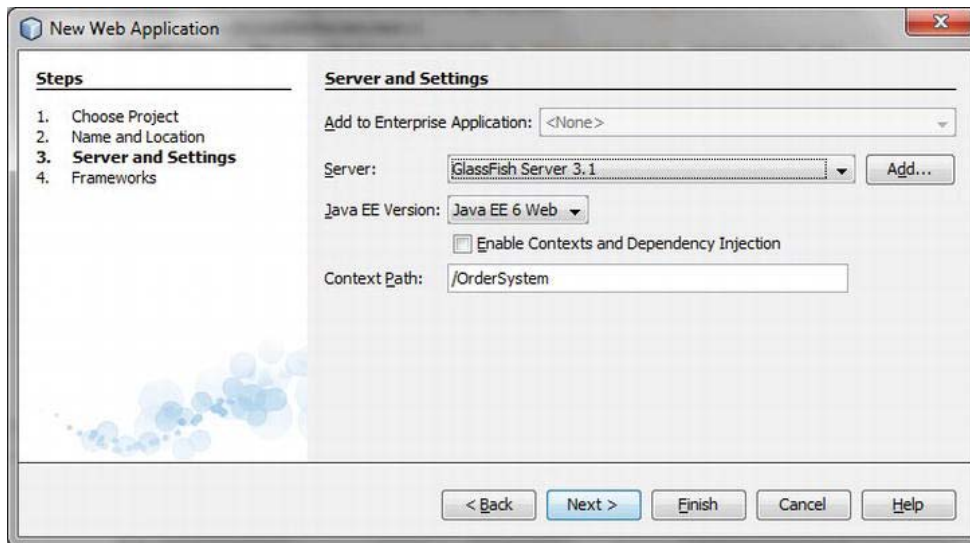 New Web Application
Steps
1. Choose Project
2. Name and Location
3. Server and Settings
4. Frameworks
Server and Settings
Add to Enterprise Application: <None>
Server: GlassFish Server 3.1 Add...
Java EE Version: Java EE 6 Web
Enable Contexts and Dependency Injection
Context Path: /OrderSystem
< Back Next > Finish Cancel Help